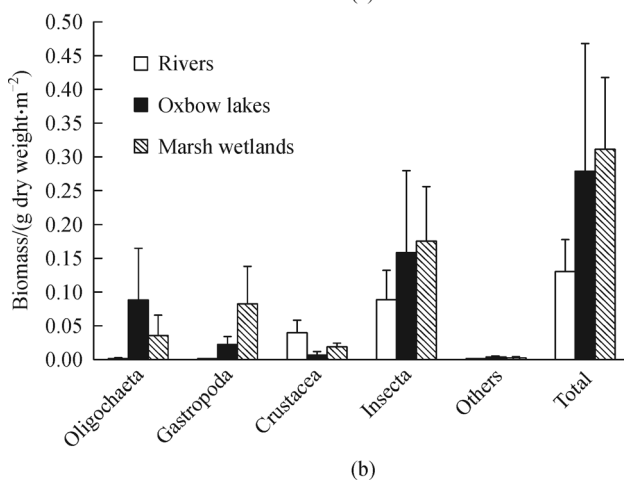 0.50
0.45
0.40
0.35
0.30
0.25
0.20
0.15
0.10
0.05
0.00
Biomass/(g dry weight·m⁻²)
Rivers
Oxbow lakes
Marsh wetlands
Oligochaeta
Gastropoda
Crustacea
Insecta
Others
Total
(b)